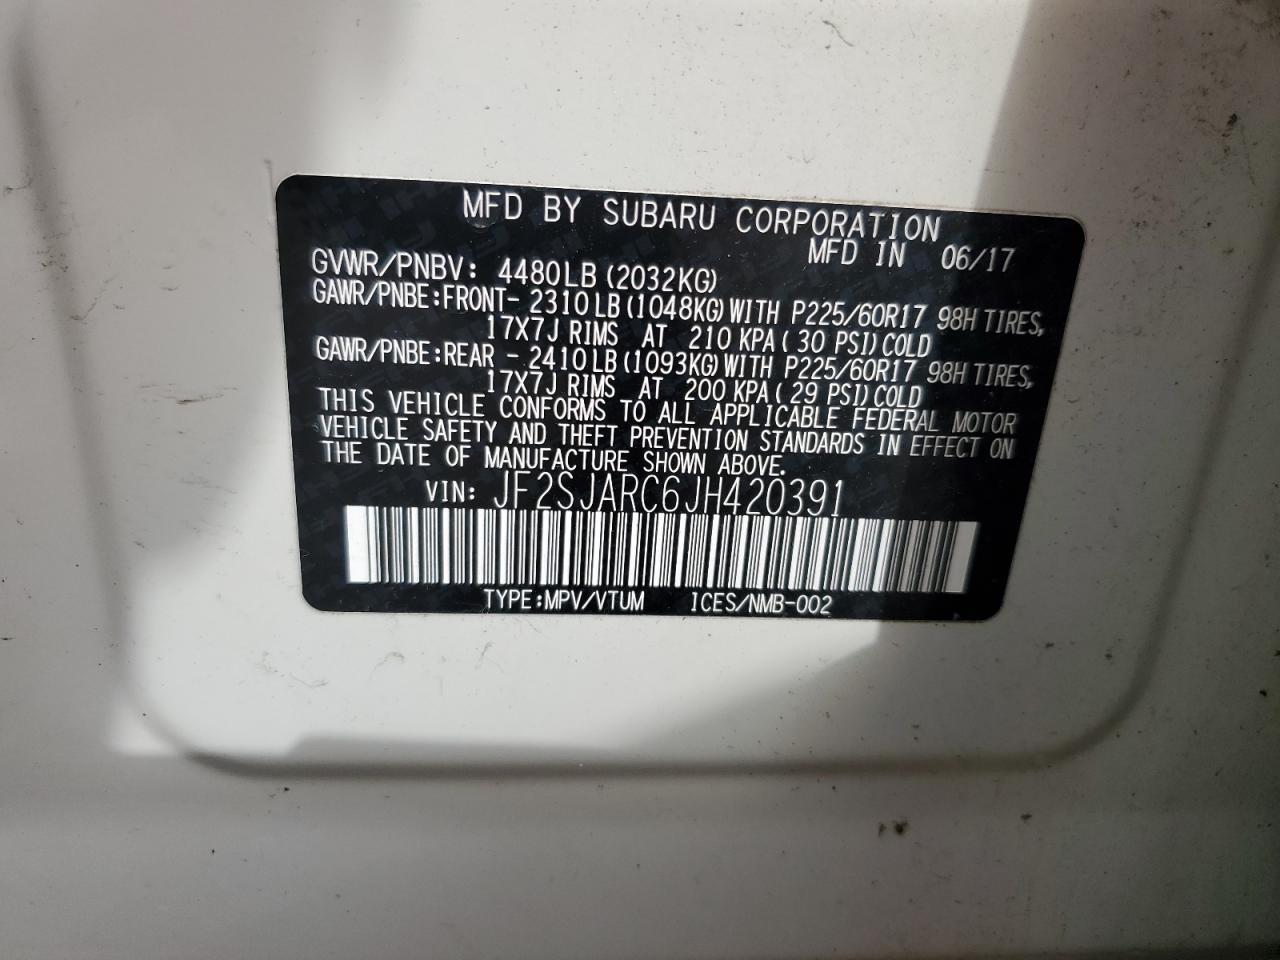 MFD BY SUBARU CORPORATION
MFD IN 06/17
GVWR/PNBV: 4480LB (2032KG)
GAWR/PNBE:FRONT- 2310LB (1048KG) WITH P225/60R17 98H TIRES,
17X7J RIMS AT 210 KPA ( 30 PSI) COLD
GAWR/PNBE:REAR - 2410LB (1093KG) WITH P225/60R17 98H TIRES,
17X7J RIMS AT 200 KPA ( 29 PSI) COLD
THIS VEHICLE CONFORMS TO ALL APPLICABLE FEDERAL MOTOR
VEHICLE SAFETY AND THEFT PREVENTION STANDARDS IN EFFECT ON
THE DATE OF MANUFACTURE SHOWN ABOVE.
VIN: JF2SJARC6JH420391
TYPE:MPV/VTUM ICES/NMB-002